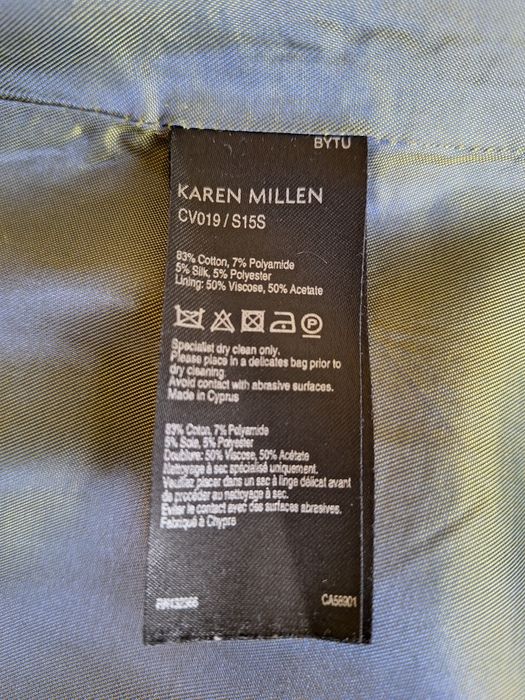 BYTU
KAREN MILLEN
CV019 / S15S
83% Cotton, 7% Polyamide
5% Silk, 5% Polyester
Lining: 50% Viscose, 50% Acetate
Specialist dry clean only.
Please place in a delicates bag prior to
dry cleaning.
Avoid contact with abrasive surfaces.
Made in Cyprus
83% Coton, 7% Polyamide
5% Soie, 5% Polyester
Doublure: 50% Viscose, 50% Acétate
Nettoyage à sec spécialisé uniquement.
Veuillez placer dans un sac à linge délicat avant
de procéder au nettoyage à sec.
Eviter le contact avec des surfaces abrasives.
Fabriqué à Chypre
CA58901